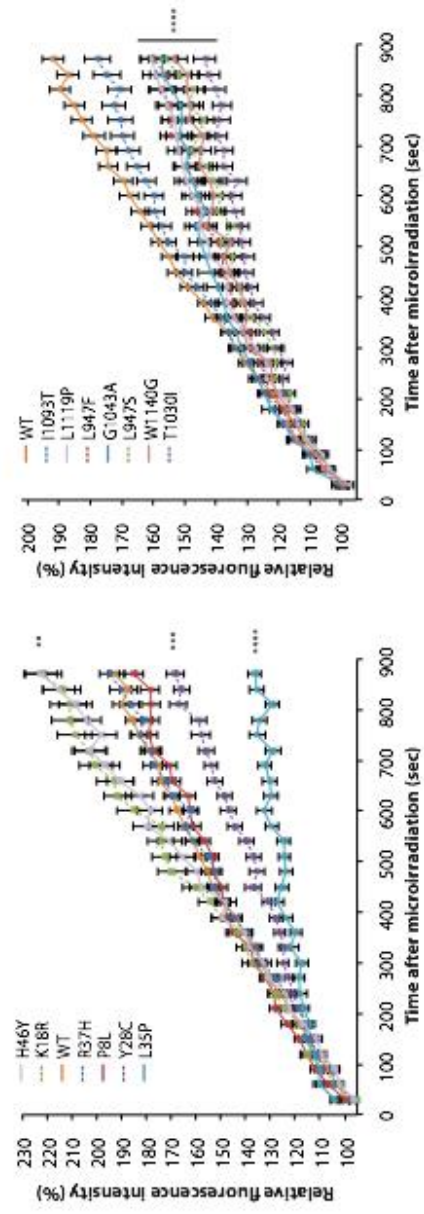 230
220
210
200
190
180
170
160
150
140
130
120
110
100
Relative fluorescence intensity (%)
H46Y
K18R
WT
R37H
P8L
Y28C
L35P
**
***
****
0 100 200 300 400 500 600 700 800 900
Time after microirradiation (sec)
200
190
180
170
160
150
140
130
120
110
100
Relative fluorescence intensity (%)
WT
I1093T
L1119P
L947F
G1043A
L947S
W1140G
T1030I
****
0 100 200 300 400 500 600 700 800 900
Time after microirradiation (sec)